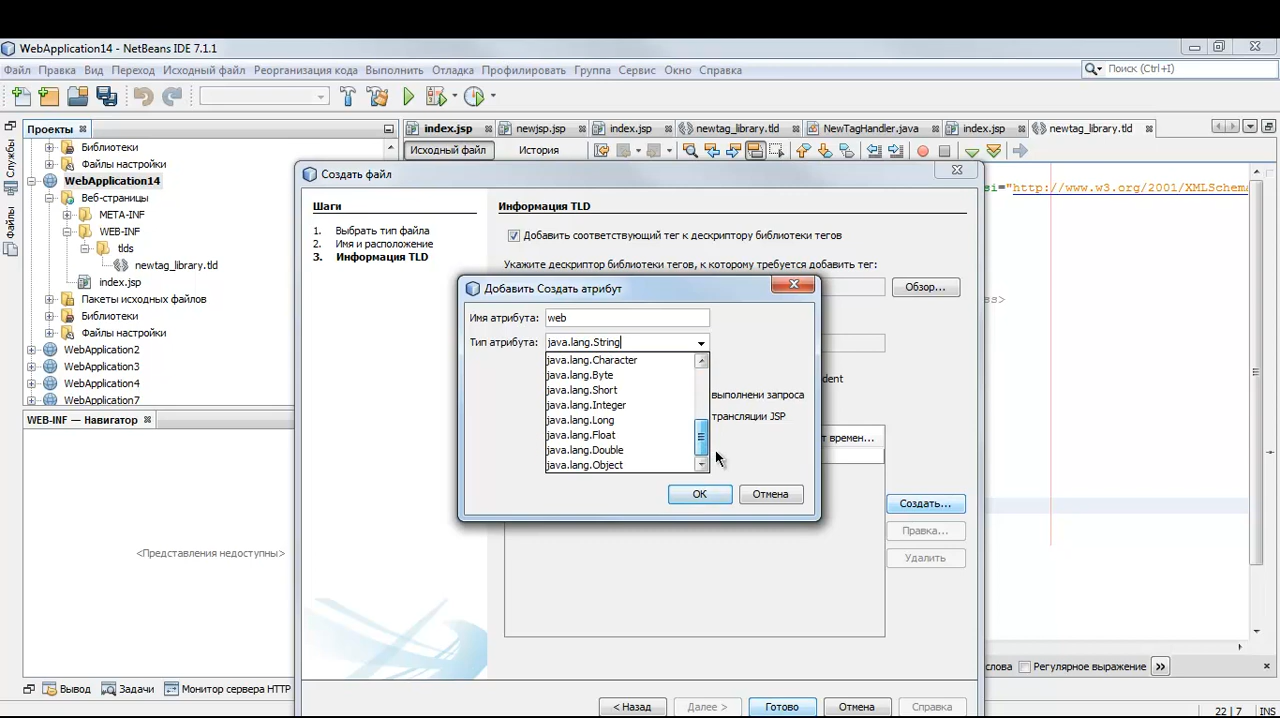 WebApplication14 - NetBeans IDE 7.1.1
Файл Правка Вид Переход Исходный файл Реорганизация кода Выполнить Отладка Профилировать Группа Сервис Окно Справка
Поиск (Ctrl+I)
Проекты
index.jsp newjsp.jsp index.jsp newtag_library.tld NewTagHandler.java index.jsp newtag_library.tld
Исходный файл История
Службы
Файлы
Библиотеки
Файлы настройки
WebApplication14
Веб-страницы
META-INF
WEB-INF
tlds
newtag_library.tld
index.jsp
Пакеты исходных файлов
Библиотеки
Файлы настройки
WebApplication2
WebApplication3
WebApplication4
WebApplication7
WEB-INF — Навигатор
<Представления недоступны>
si="http://www.w3.org/2001/XMLSchema
s>
Создать файл
Шаги
1. Выбрать тип файла
2. Имя и расположение
3. Информация TLD
Информация TLD
Добавить соответствующий тег к дескриптору библиотеки тегов
Укажите дескриптор библиотеки тегов, к которому требуется добавить тег:
Обзор...
dent
т времен...
Создать...
Правка...
Удалить
Добавить Создать атрибут
Имя атрибута: web
Тип атрибута: java.lang.String
java.lang.Character
java.lang.Byte
java.lang.Short
java.lang.Integer
java.lang.Long
java.lang.Float
java.lang.Double
java.lang.Object
выполнени запроса
трансляции JSP
OK Отмена
< Назад Далее > Готово Отмена Справка
слова Регулярное выражение >>
Вывод Задачи Монитор сервера HTTP
22 | 7 INS